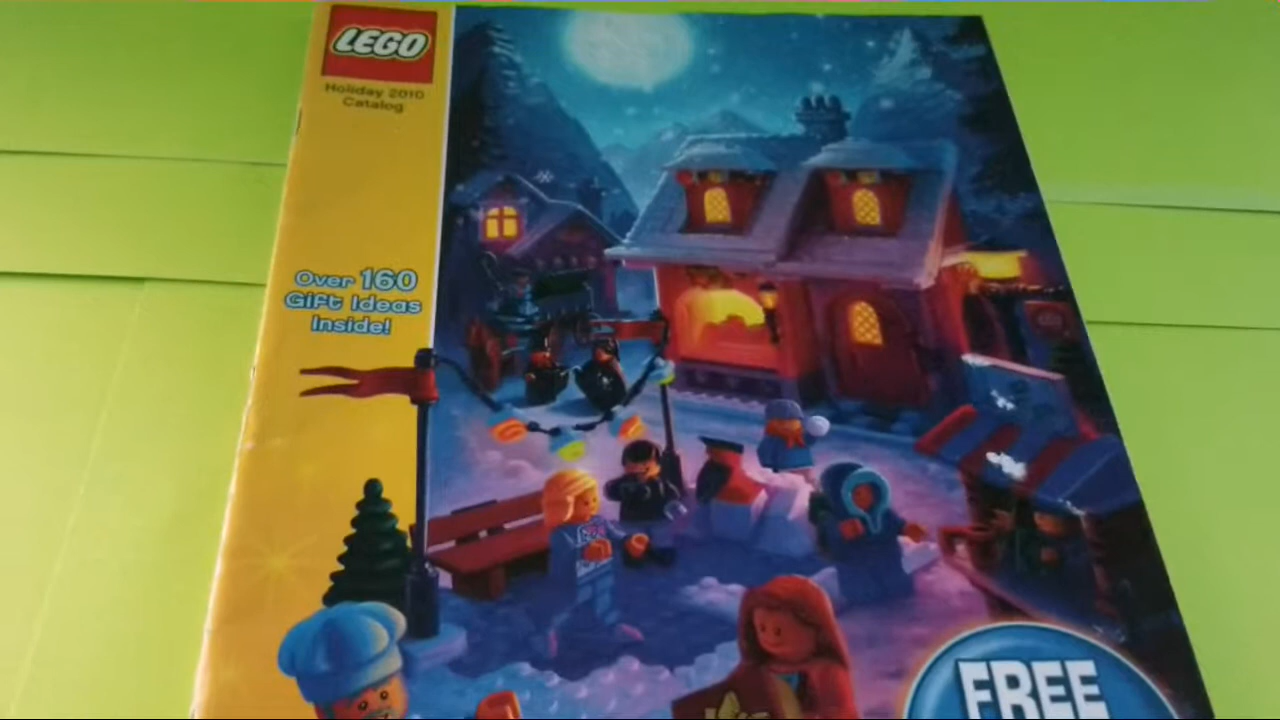 LEGO
Holiday 2010
Catalog
Over 160
Gift Ideas
Inside!
FREE